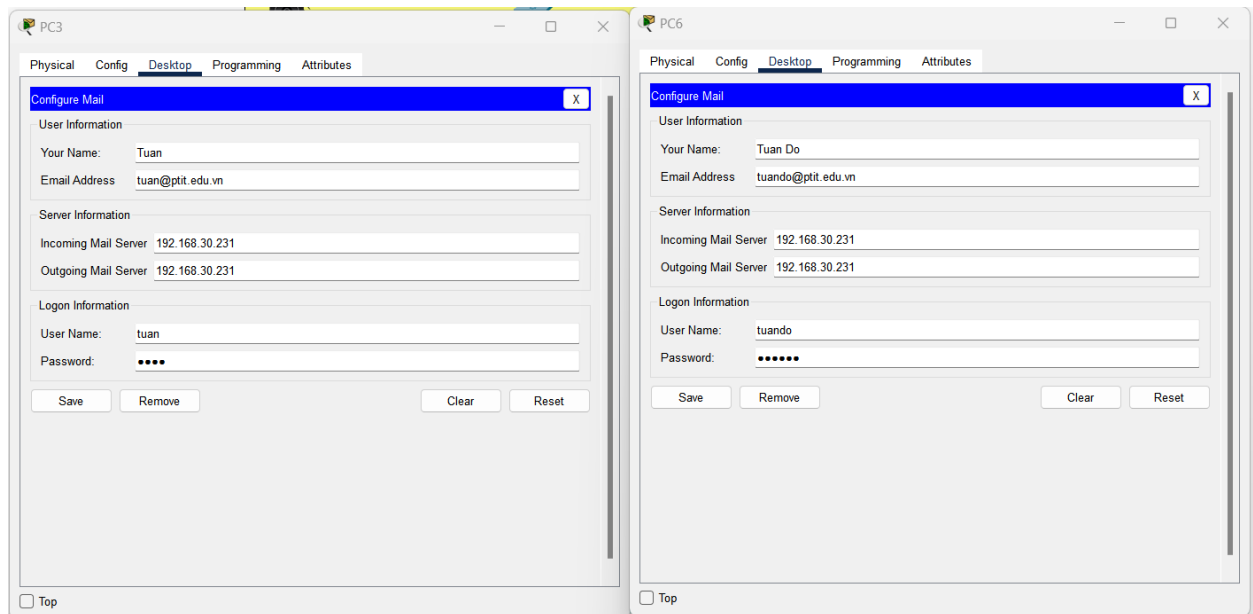 PC3
Physical Config Desktop Programming Attributes
Configure Mail X
User Information
Your Name: Tuan
Email Address tuan@ptit.edu.vn
Server Information
Incoming Mail Server 192.168.30.231
Outgoing Mail Server 192.168.30.231
Logon Information
User Name: tuan
Password: ●●●●
Save Remove Clear Reset
Top
PC6
Physical Config Desktop Programming Attributes
Configure Mail X
User Information
Your Name: Tuan Do
Email Address tuando@ptit.edu.vn
Server Information
Incoming Mail Server 192.168.30.231
Outgoing Mail Server 192.168.30.231
Logon Information
User Name: tuando
Password: ●●●●●●
Save Remove Clear Reset
Top